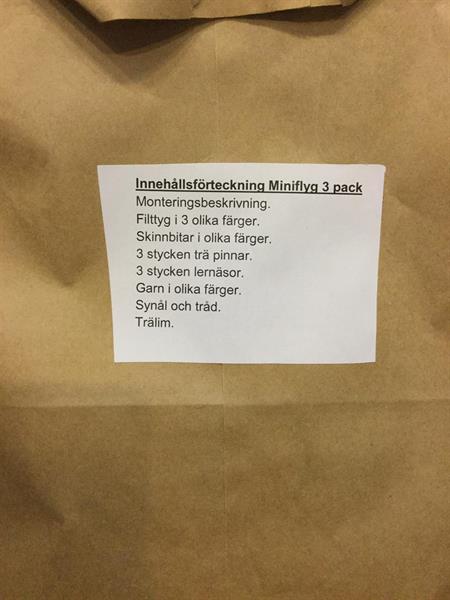 Innehållsförteckning Miniflyg 3 pack
Monteringsbeskrivning.
Filttyg i 3 olika färger.
Skinnbitar i olika färger.
3 stycken trä pinnar.
3 stycken lernäsor.
Garn i olika färger.
Synål och tråd.
Trälim.